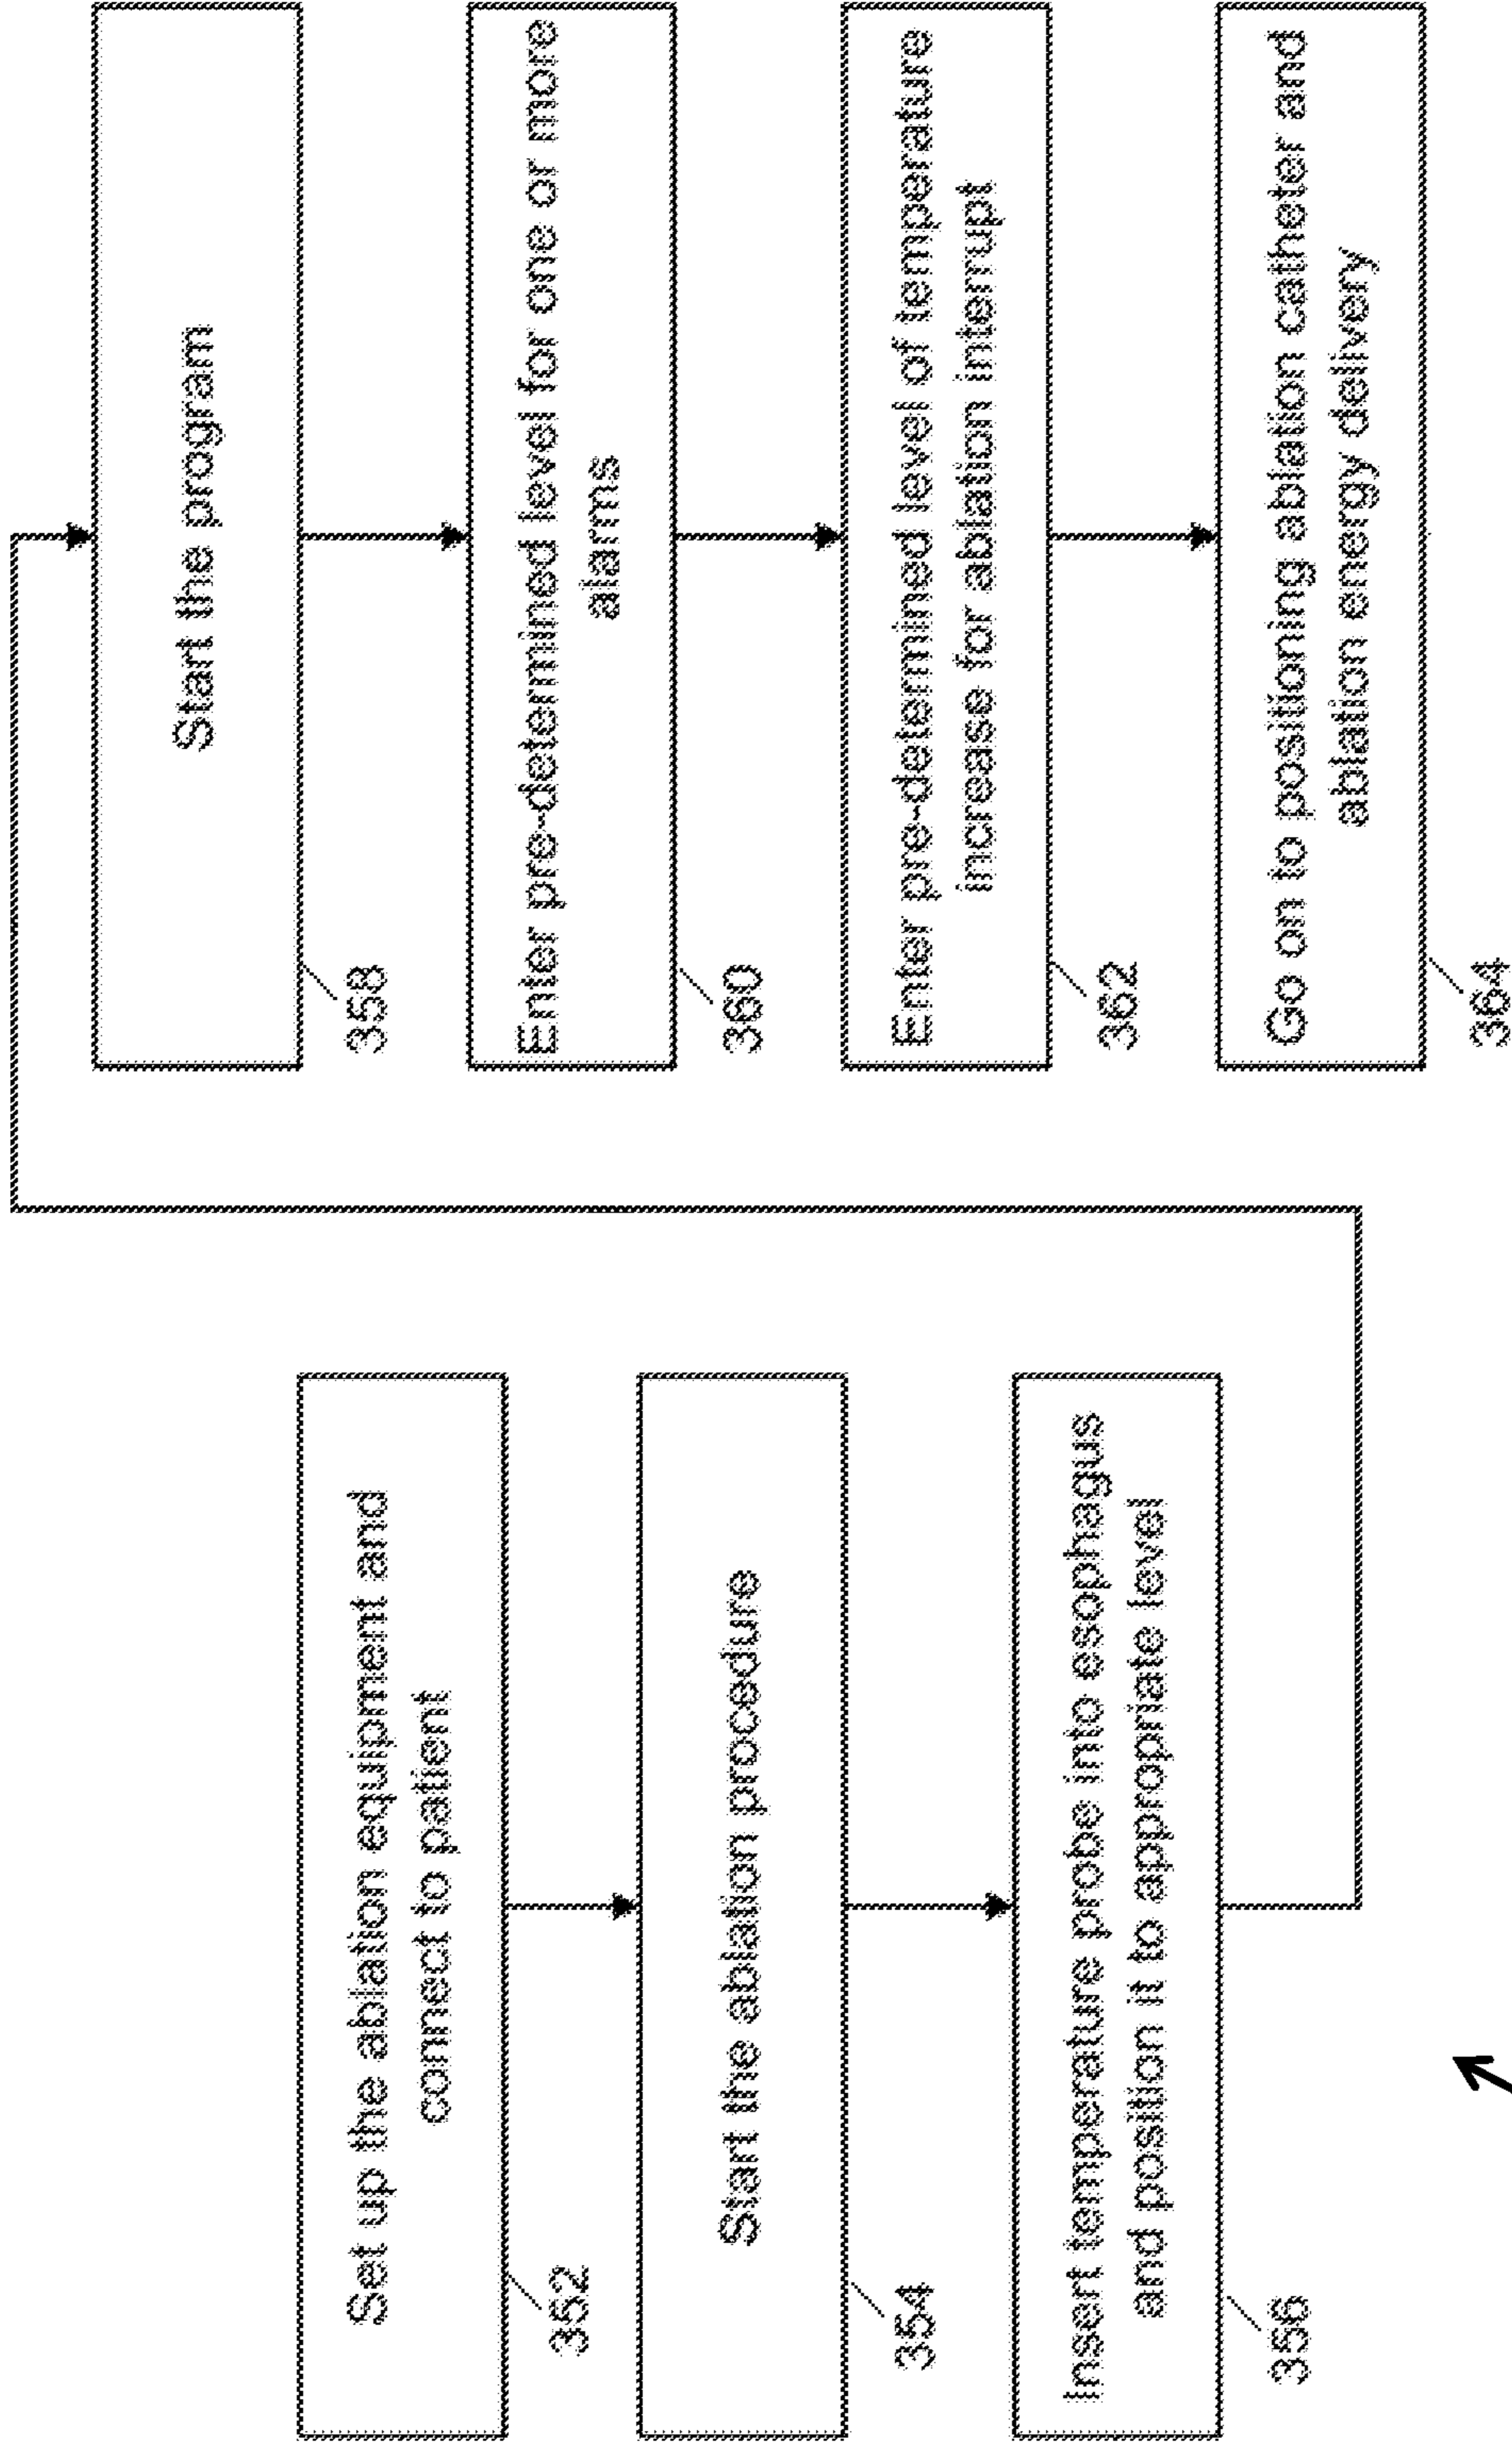 Set up the ablation equipment and
connect to patient
352
Start the ablation procedure
354
Insert temperature probe into esophagus
and position it to appropriate level
356
Start the program
358
Enter pre-determined level for one or more
alarms
360
Enter pre-determined level of temperature
increase for ablation interrupt
362
Go on to positioning ablation catheter and
ablation energy delivery
364